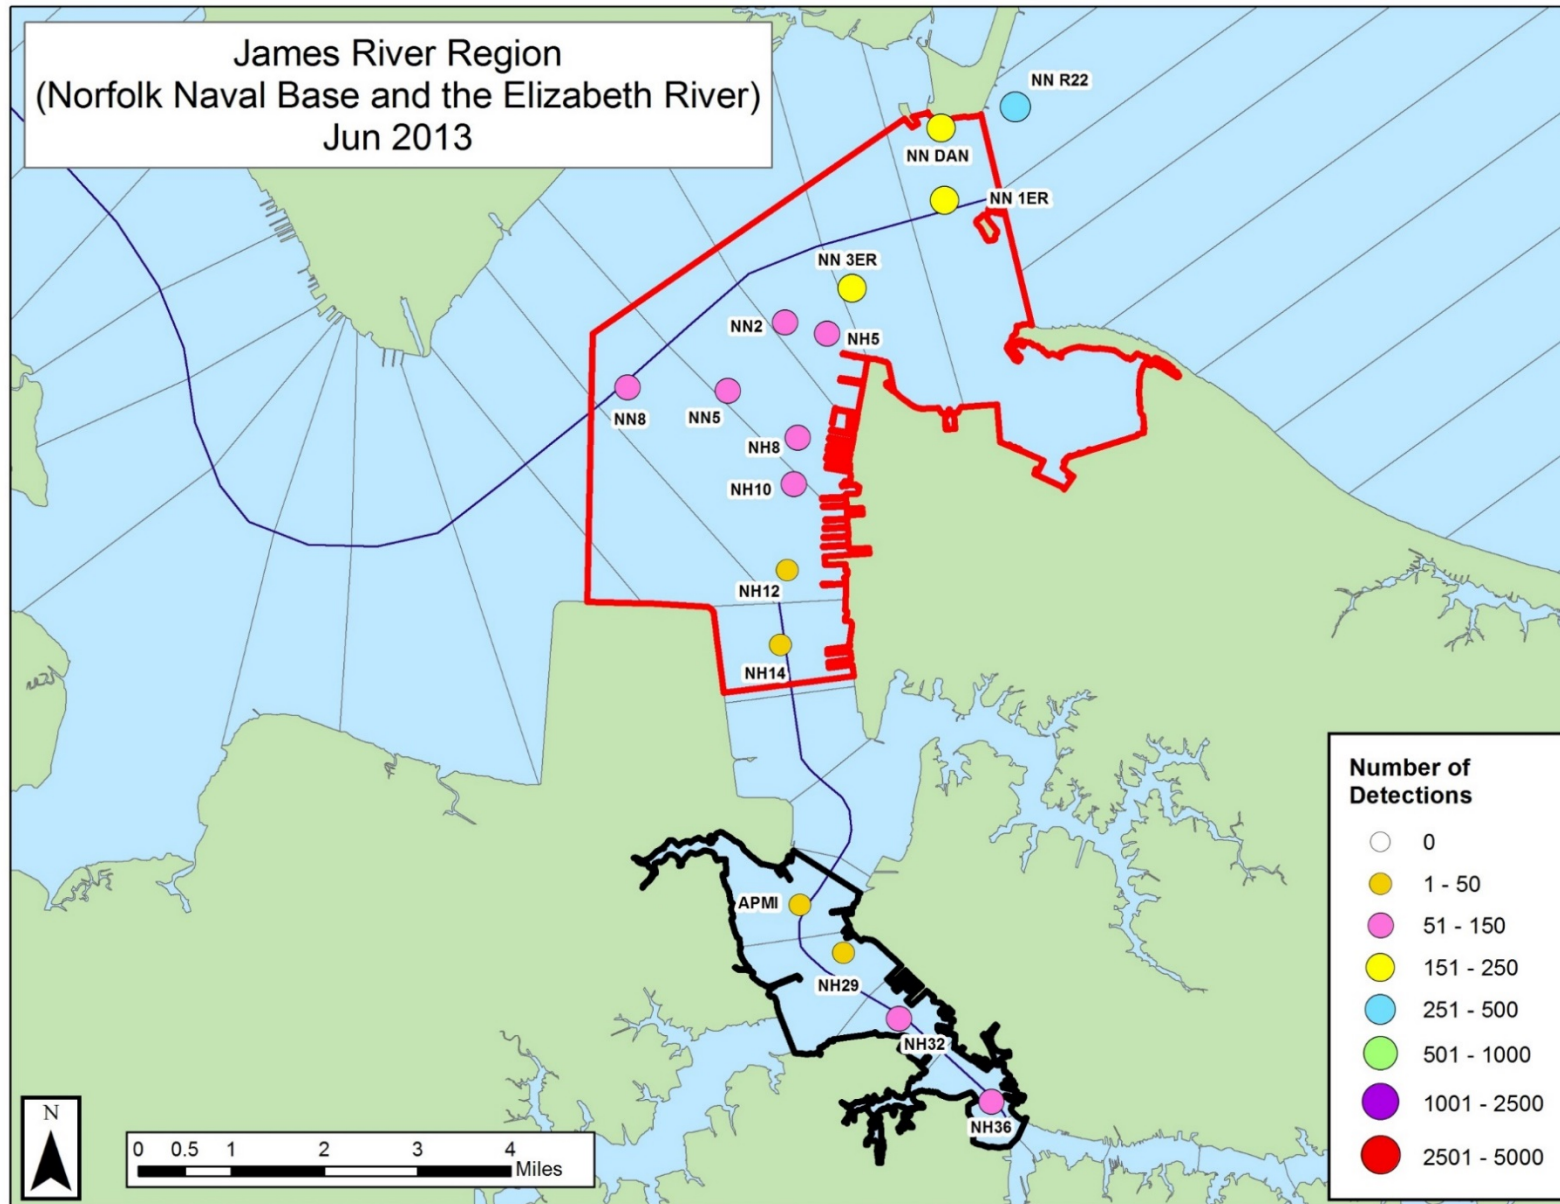 James River Region
(Norfolk Naval Base and the Elizabeth River)
Jun 2013
NN R22
NN DAN
NN 1ER
NN 3ER
NN2
NH5
NN8
NN5
NH8
NH10
NH12
NH14
APMI
NH29
NH32
NH36
Number of
Detections
0
1 - 50
51 - 150
151 - 250
251 - 500
501 - 1000
1001 - 2500
2501 - 5000
N
0 0.5 1 2 3 4
Miles